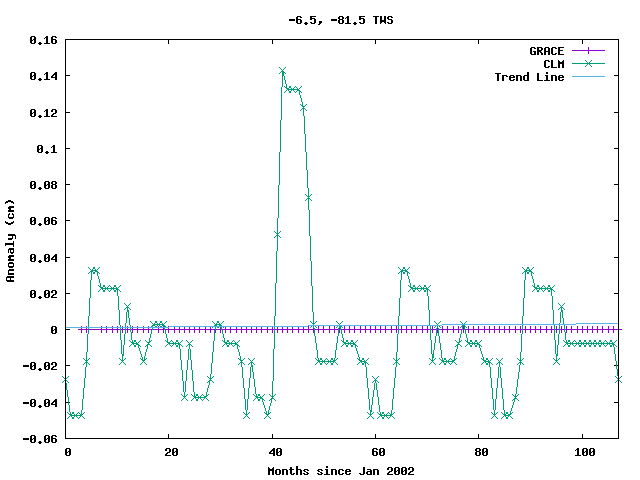 -6.5, -81.5 TWS
GRACE
CLM
Trend Line
0.16
0.14
0.12
0.1
0.08
0.06
0.04
0.02
0
-0.02
-0.04
-0.06
Anomaly (cm)
0 20 40 60 80 100
Months since Jan 2002